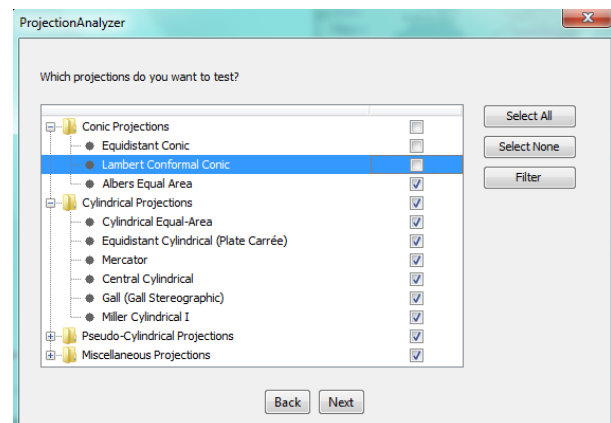 ProjectionAnalyzer
Which projections do you want to test?
Conic Projections
Equidistant Conic
Lambert Conformal Conic
Albers Equal Area
Cylindrical Projections
Cylindrical Equal-Area
Equidistant Cylindrical (Plate Carrée)
Mercator
Central Cylindrical
Gall (Gall Stereographic)
Miller Cylindrical I
Pseudo-Cylindrical Projections
Miscellaneous Projections
Select All
Select None
Filter
Back Next